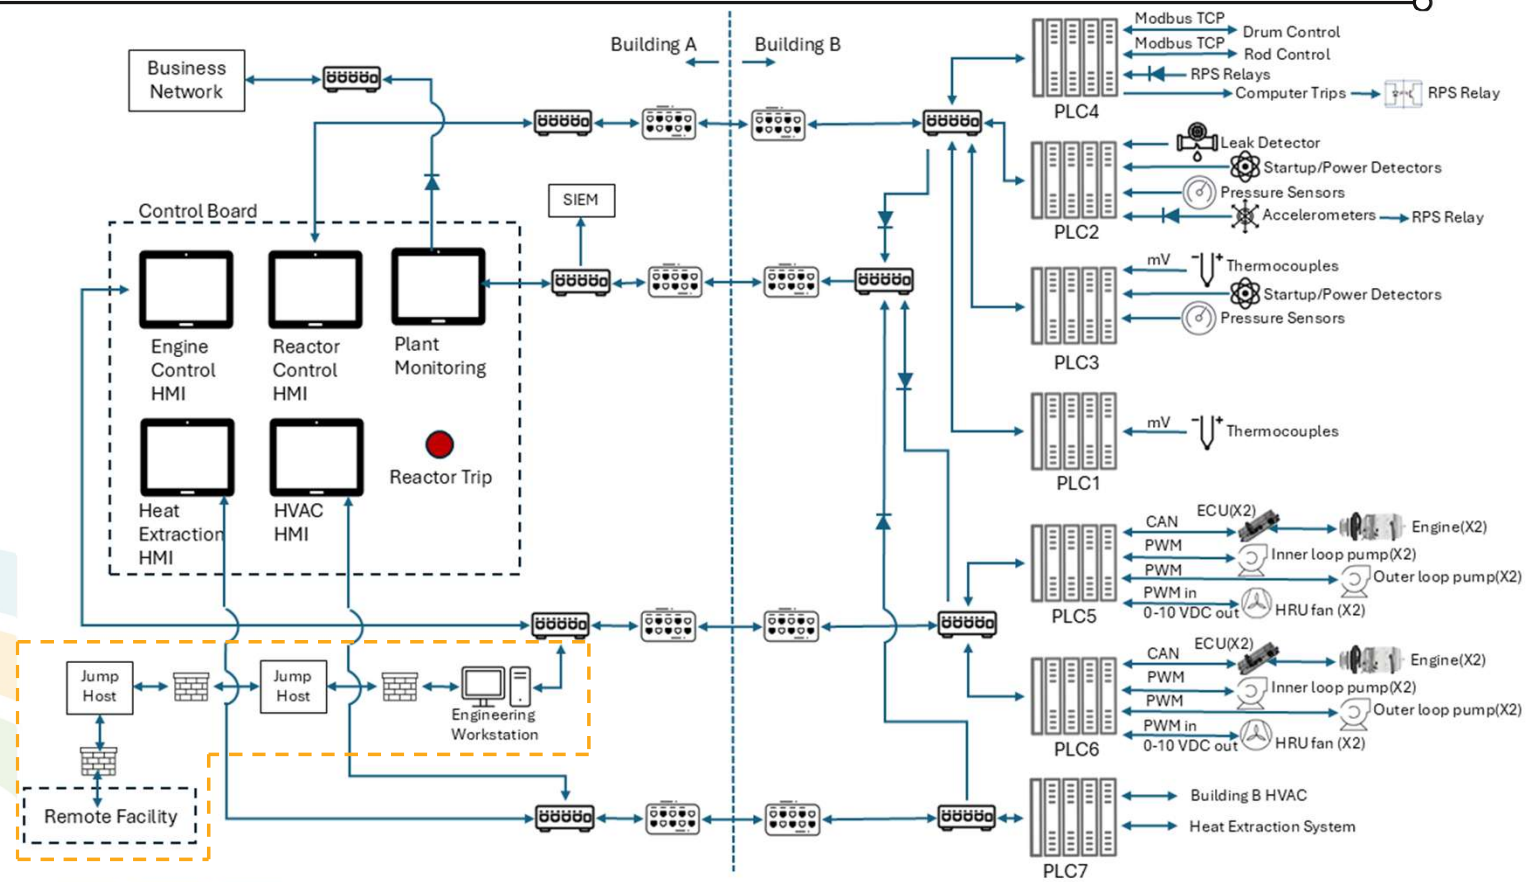 Building A
Building B
Business
Network
SIEM
Control Board
Engine
Control
HMI
Reactor
Control
HMI
Plant
Monitoring
Heat
Extraction
HMI
HVAC
HMI
Reactor Trip
Jump
Host
Jump
Host
Engineering
Workstation
Remote Facility
Modbus TCP
Drum Control
Modbus TCP
Rod Control
RPS Relays
Computer Trips
RPS Relay
PLC4
Leak Detector
Startup/Power Detectors
Pressure Sensors
Accelerometers
RPS Relay
PLC2
mV
Thermocouples
Startup/Power Detectors
Pressure Sensors
PLC3
mV
Thermocouples
PLC1
ECU(X2)
CAN
Engine(X2)
PWM
Inner loop pump(X2)
PWM
Outer loop pump(X2)
PWM in
0-10 VDC out
HRU fan (X2)
PLC5
ECU(X2)
CAN
Engine(X2)
PWM
Inner loop pump(X2)
PWM
Outer loop pump(X2)
PWM in
0-10 VDC out
HRU fan (X2)
PLC6
Building B HVAC
Heat Extraction System
PLC7